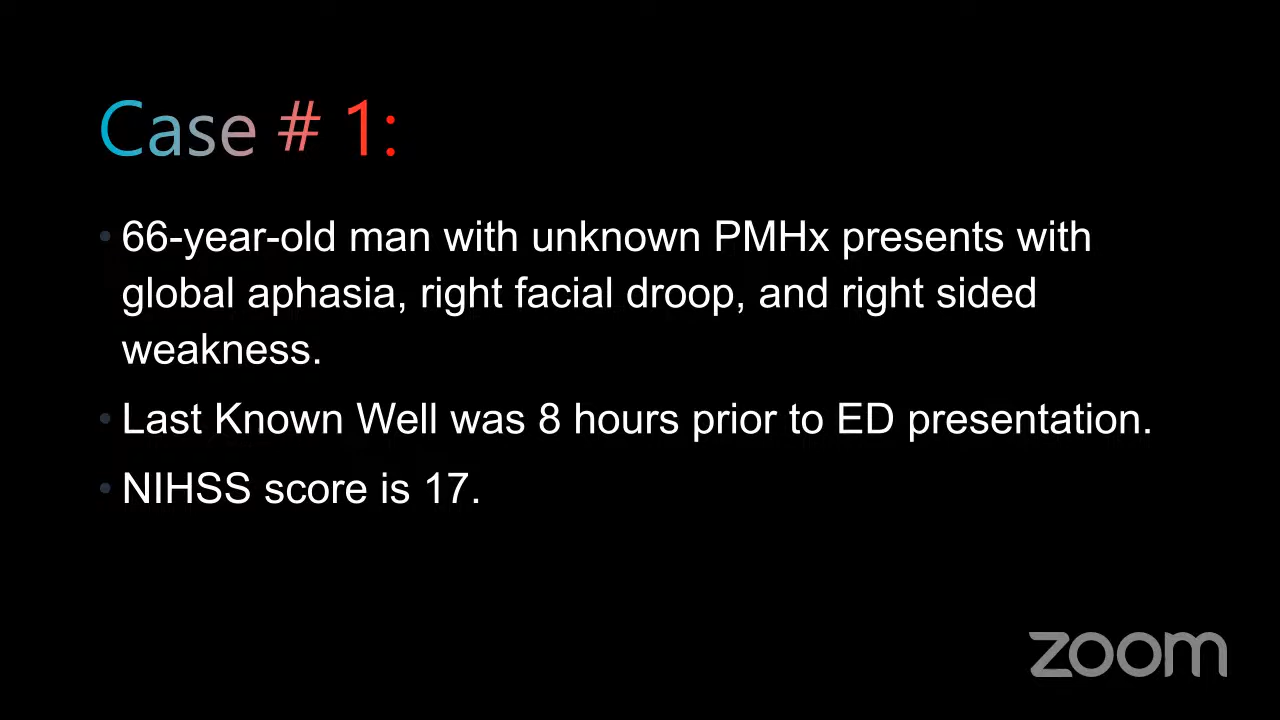 Case # 1:
• 66-year-old man with unknown PMHx presents with
global aphasia, right facial droop, and right sided
weakness.
• Last Known Well was 8 hours prior to ED presentation.
• NIHSS score is 17.
zoom